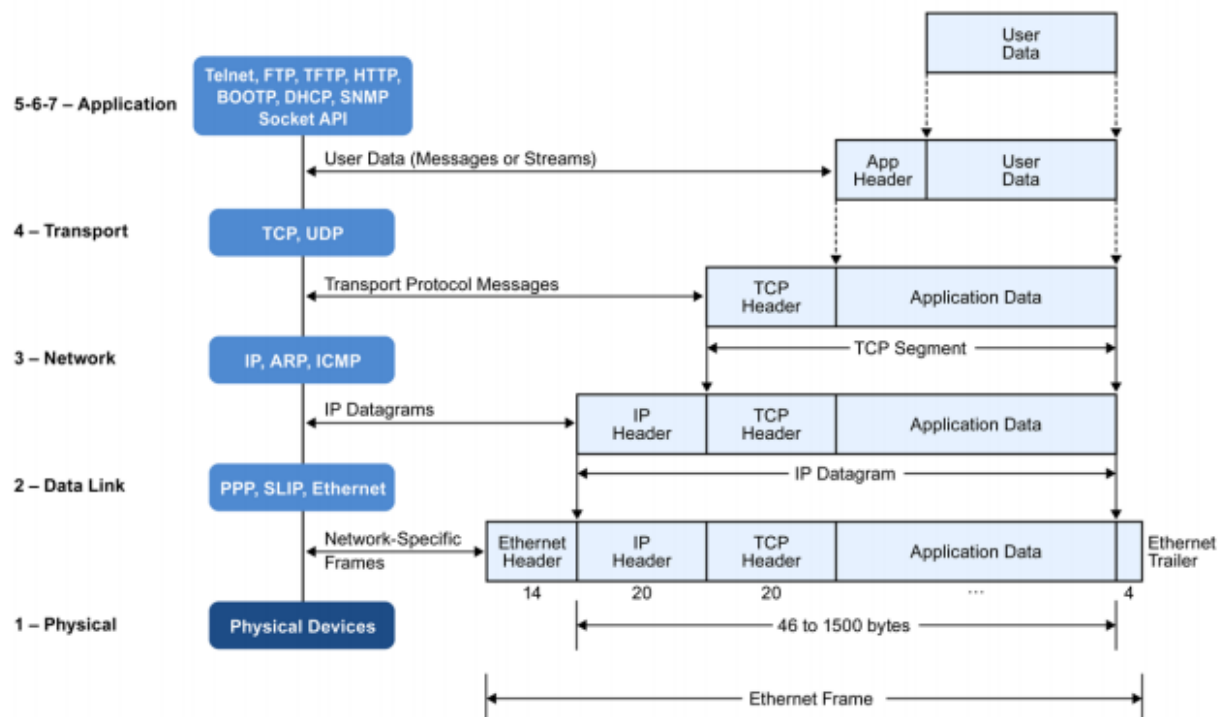 User
Data
Telnet, FTP, TFTP, HTTP,
BOOTP, DHCP, SNMP
Socket API
5-6-7 – Application
User Data (Messages or Streams)
App
Header
User
Data
4 – Transport
TCP, UDP
Transport Protocol Messages
TCP
Header
Application Data
TCP Segment
3 – Network
IP, ARP, ICMP
IP Datagrams
IP
Header
TCP
Header
Application Data
IP Datagram
2 – Data Link
PPP, SLIP, Ethernet
Network-Specific
Frames
Ethernet
Header
IP
Header
TCP
Header
Application Data
Ethernet
Trailer
14
20
20
...
4
1 – Physical
Physical Devices
46 to 1500 bytes
Ethernet Frame